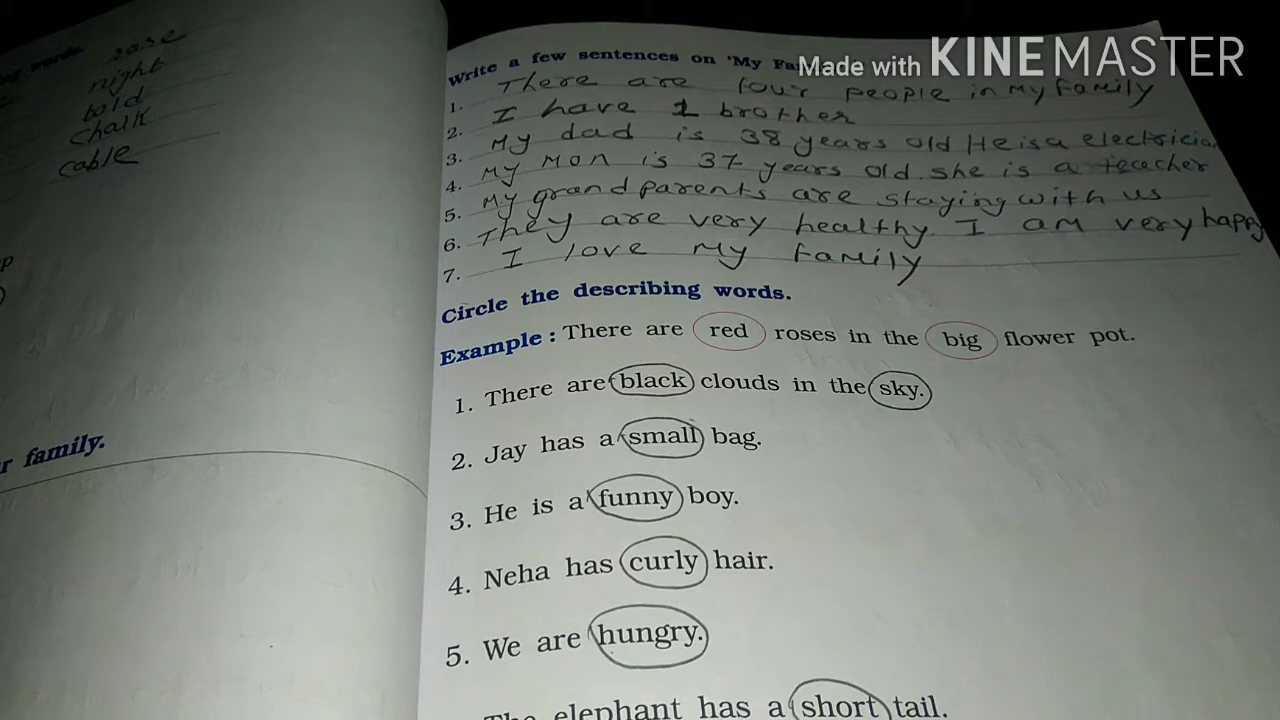 rase
night
told
chalk
cable
r family.
Made with KINEMASTER
Write a few sentences on 'My
1. There are four people in my family
2. I have 1 brother
3. My dad is 38 years old He is a
4. My Mon is 37 years old she is a teacher
5. My grandparents are staying with us
6. They are very healthy I am very happy
7. I love My family
Circle the describing words.
Example : There are red roses in the big flower pot.
1. There are black clouds in the sky.
2. Jay has a small bag.
3. He is a funny boy.
4. Neha has curly hair.
5. We are hungry.
The elephant has a short tail.